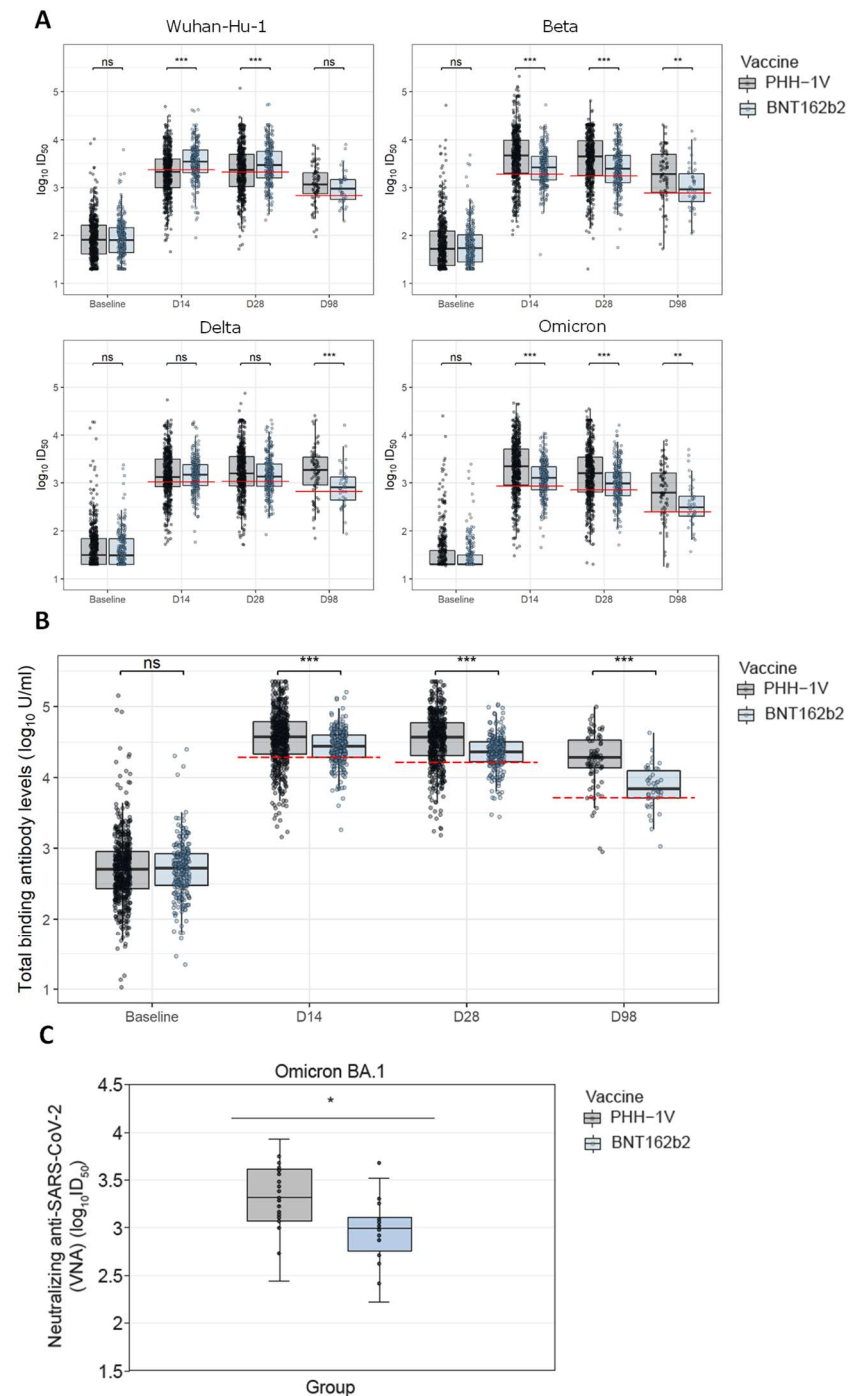 A
Wuhan-Hu-1
Beta
ns
***
***
ns
ns
***
***
**
Vaccine
PHH-1V
BNT162b2
log10 ID50
5
4
3
2
1
Baseline
D14
D28
D98
log10 ID50
5
4
3
2
1
Baseline
D14
D28
D98
Delta
Omicron
ns
ns
ns
***
ns
***
***
**
log10 ID50
5
4
3
2
1
Baseline
D14
D28
D98
log10 ID50
5
4
3
2
1
Baseline
D14
D28
D98
B
ns
***
***
***
Vaccine
PHH-1V
BNT162b2
Total binding antibody levels (log10 U/ml)
5
4
3
2
1
Baseline
D14
D28
D98
C
Omicron BA.1
*
Vaccine
PHH-1V
BNT162b2
Neutralizing anti-SARS-CoV-2
(VNA) (log10ID50)
4.5
4
3.5
3
2.5
2
1.5
Group